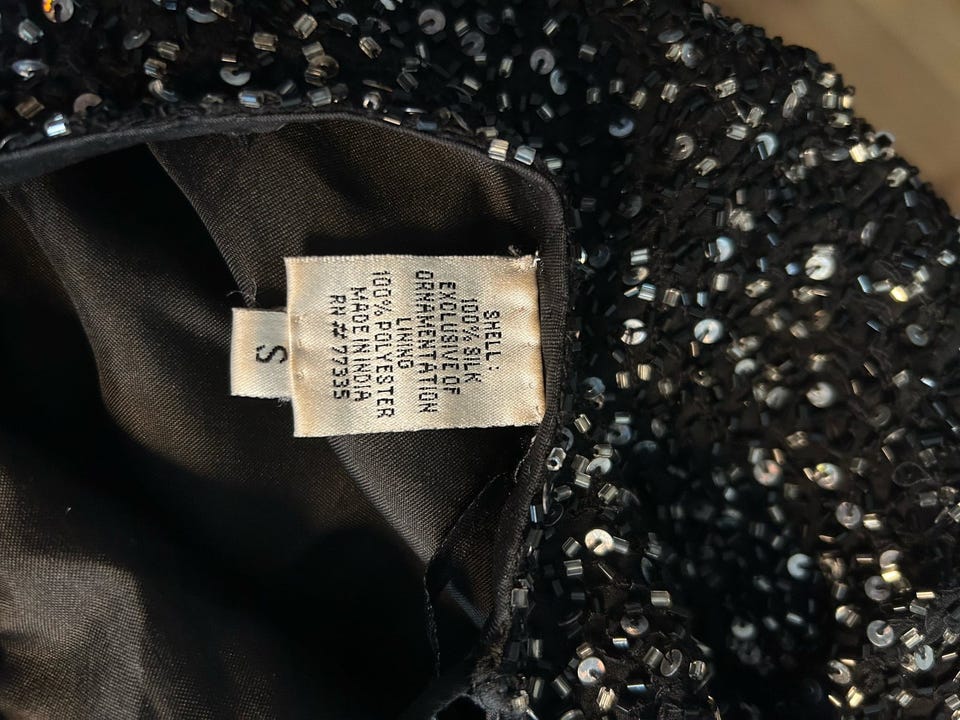 SHELL:
100% SILK
EXCLUSIVE OF
ORNAMENTATION
LINING
100% POLYESTER
MADE IN INDIA
RN# 77335
S